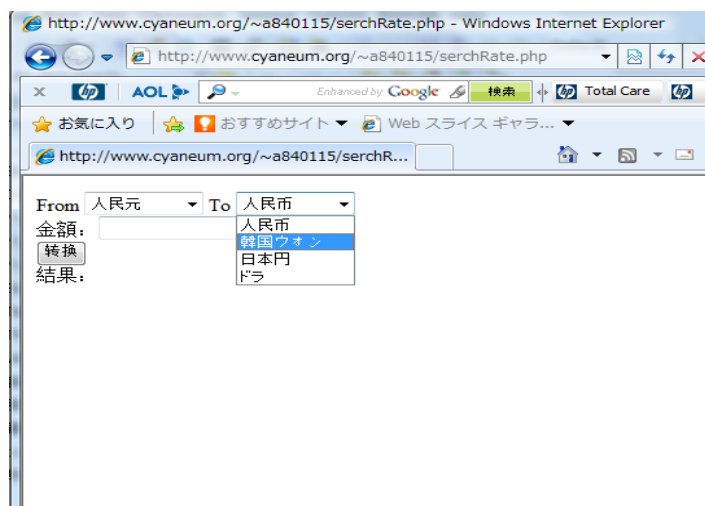 http://www.cyaneum.org/~a840115/serchRate.php - Windows Internet Explorer
http://www.cyaneum.org/~a840115/serchRate.php
x hp AOL Enhanced by Google 検索 hp Total Care hp
お気に入り おすすめサイト Web スライス ギャラ...
http://www.cyaneum.org/~a840115/serchR...
From 人民元 To 人民币
金額:
人民币
转换
韓国ウォン
日本円
結果:
ドラ